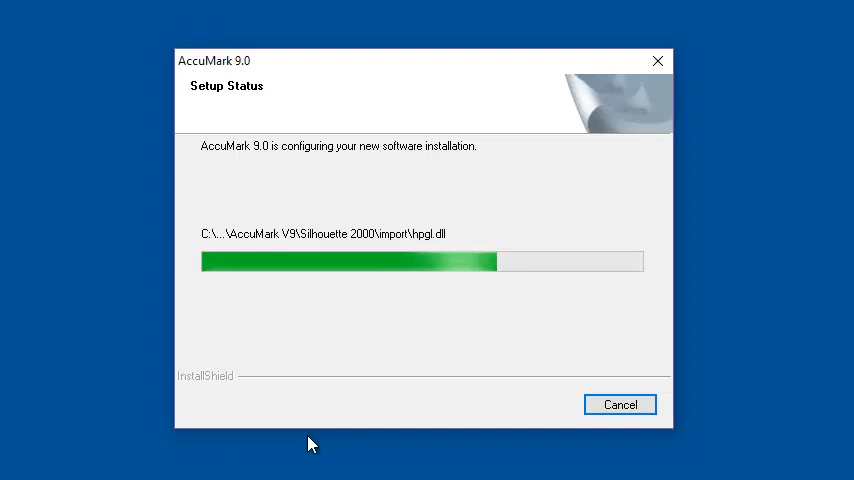 AccuMark 9.0
Setup Status
AccuMark 9.0 is configuring your new software installation.
C:\...\AccuMark V9\Silhouette 2000\import\hpgl.dll
InstallShield
Cancel